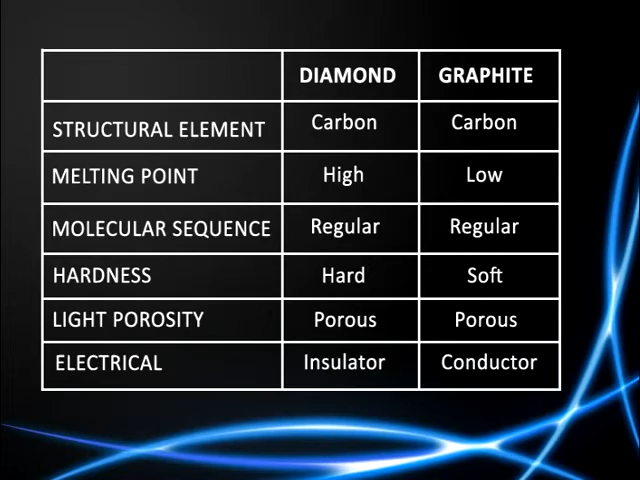 DIAMOND GRAPHITE
STRUCTURAL ELEMENT Carbon Carbon
MELTING POINT High Low
MOLECULAR SEQUENCE Regular Regular
HARDNESS Hard Soft
LIGHT POROSITY Porous Porous
ELECTRICAL Insulator Conductor